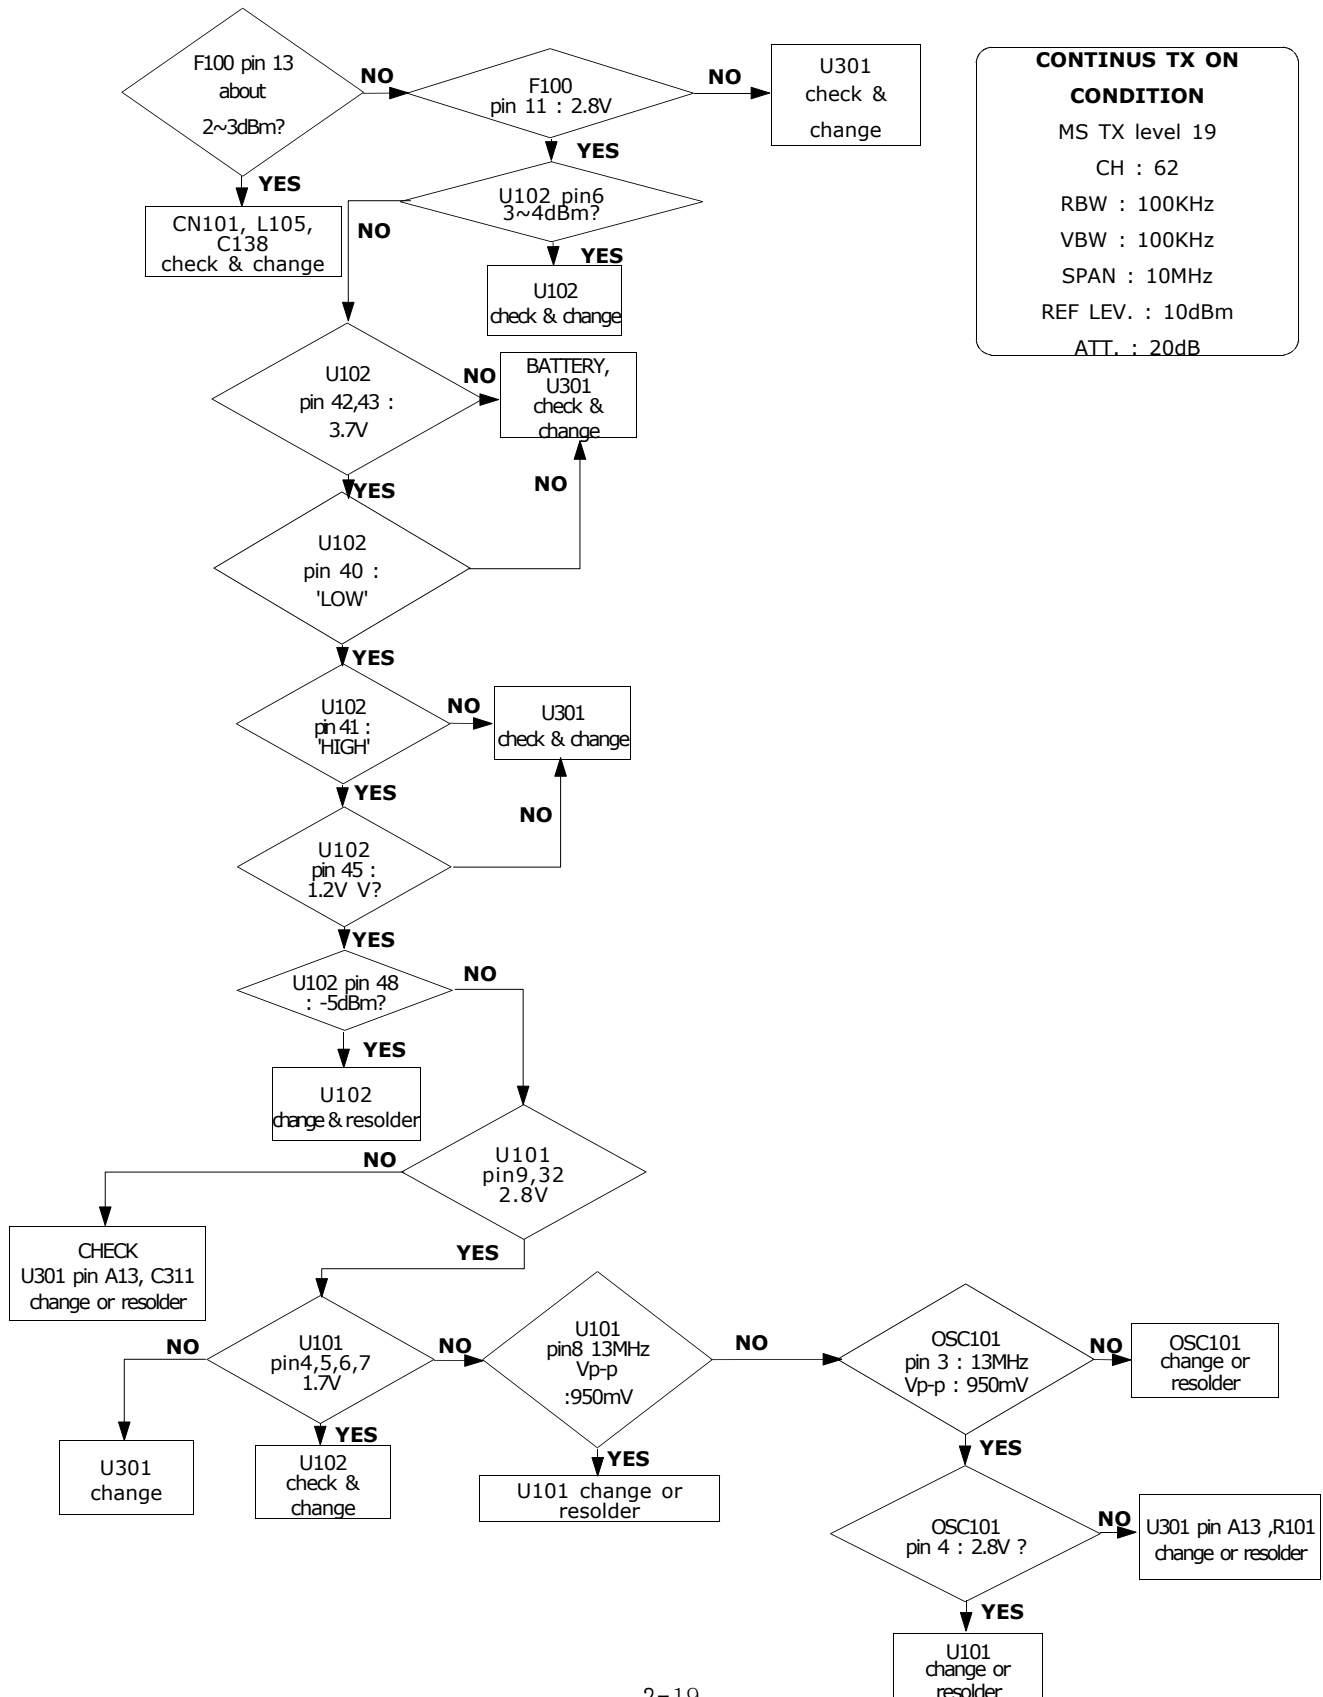 F100 pin 13
about
2~3dBm?
NO
F100
pin 11 : 2.8V
NO
U301
check &
change
CONTINUS TX ON
CONDITION
MS TX level 19
CH : 62
RBW : 100KHz
VBW : 100KHz
SPAN : 10MHz
REF LEV. : 10dBm
ATT. : 20dB
YES
CN101, L105,
C138
check & change
YES
U102 pin6
3~4dBm?
NO
YES
U102
check & change
U102
pin 42,43 :
3.7V
NO
BATTERY,
U301
check &
change
YES
NO
U102
pin 40 :
'LOW'
YES
U102
pin 41 :
'HIGH'
NO
U301
check & change
YES
NO
U102
pin 45 :
1.2V V?
YES
U102 pin 48
: -5dBm?
NO
YES
U102
change & resolder
U101
pin9,32
2.8V
NO
CHECK
U301 pin A13, C311
change or resolder
YES
U101
pin4,5,6,7
1.7V
NO
U301
change
YES
U102
check &
change
NO
U101
pin8 13MHz
Vp-p
:950mV
YES
U101 change or
resolder
NO
OSC101
pin 3 : 13MHz
Vp-p : 950mV
NO
OSC101
change or
resolder
YES
OSC101
pin 4 : 2.8V ?
NO
U301 pin A13 ,R101
change or resolder
YES
U101
change or
resolder
2-19